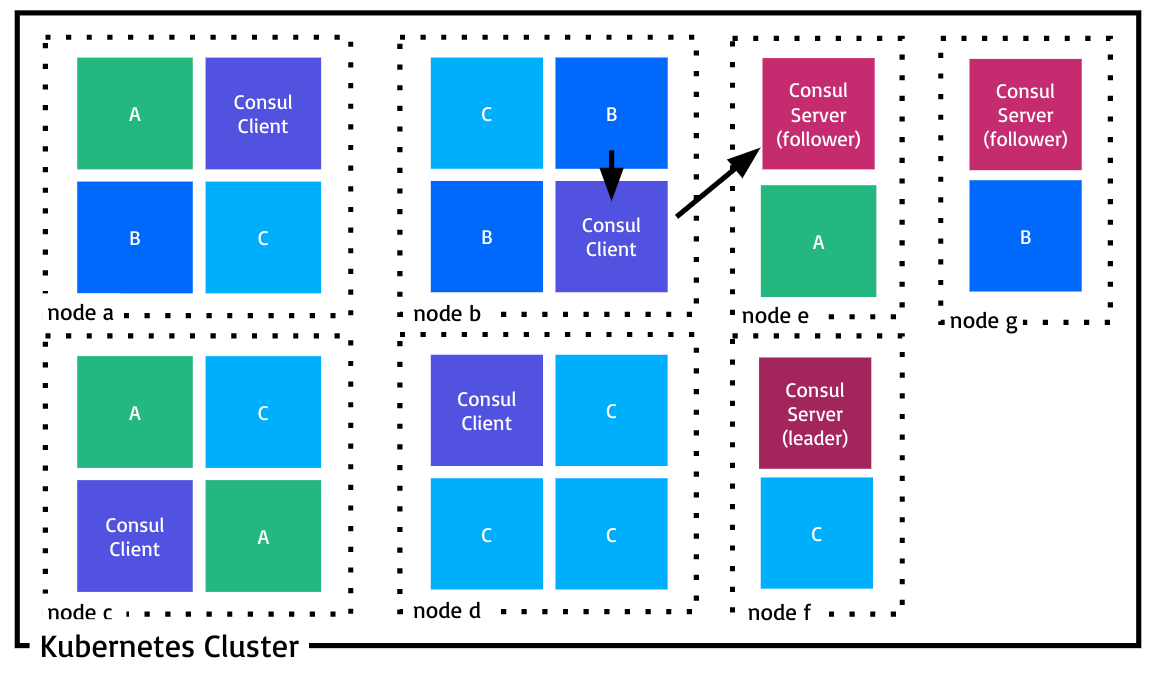 A
Consul
Client
B
C
node a
C
B
B
Consul
Client
node b
Consul
Server
(follower)
A
node e
Consul
Server
(follower)
B
node g
A
C
Consul
Client
A
node c
Consul
Client
C
C
C
node d
Consul
Server
(leader)
C
node f
Kubernetes Cluster